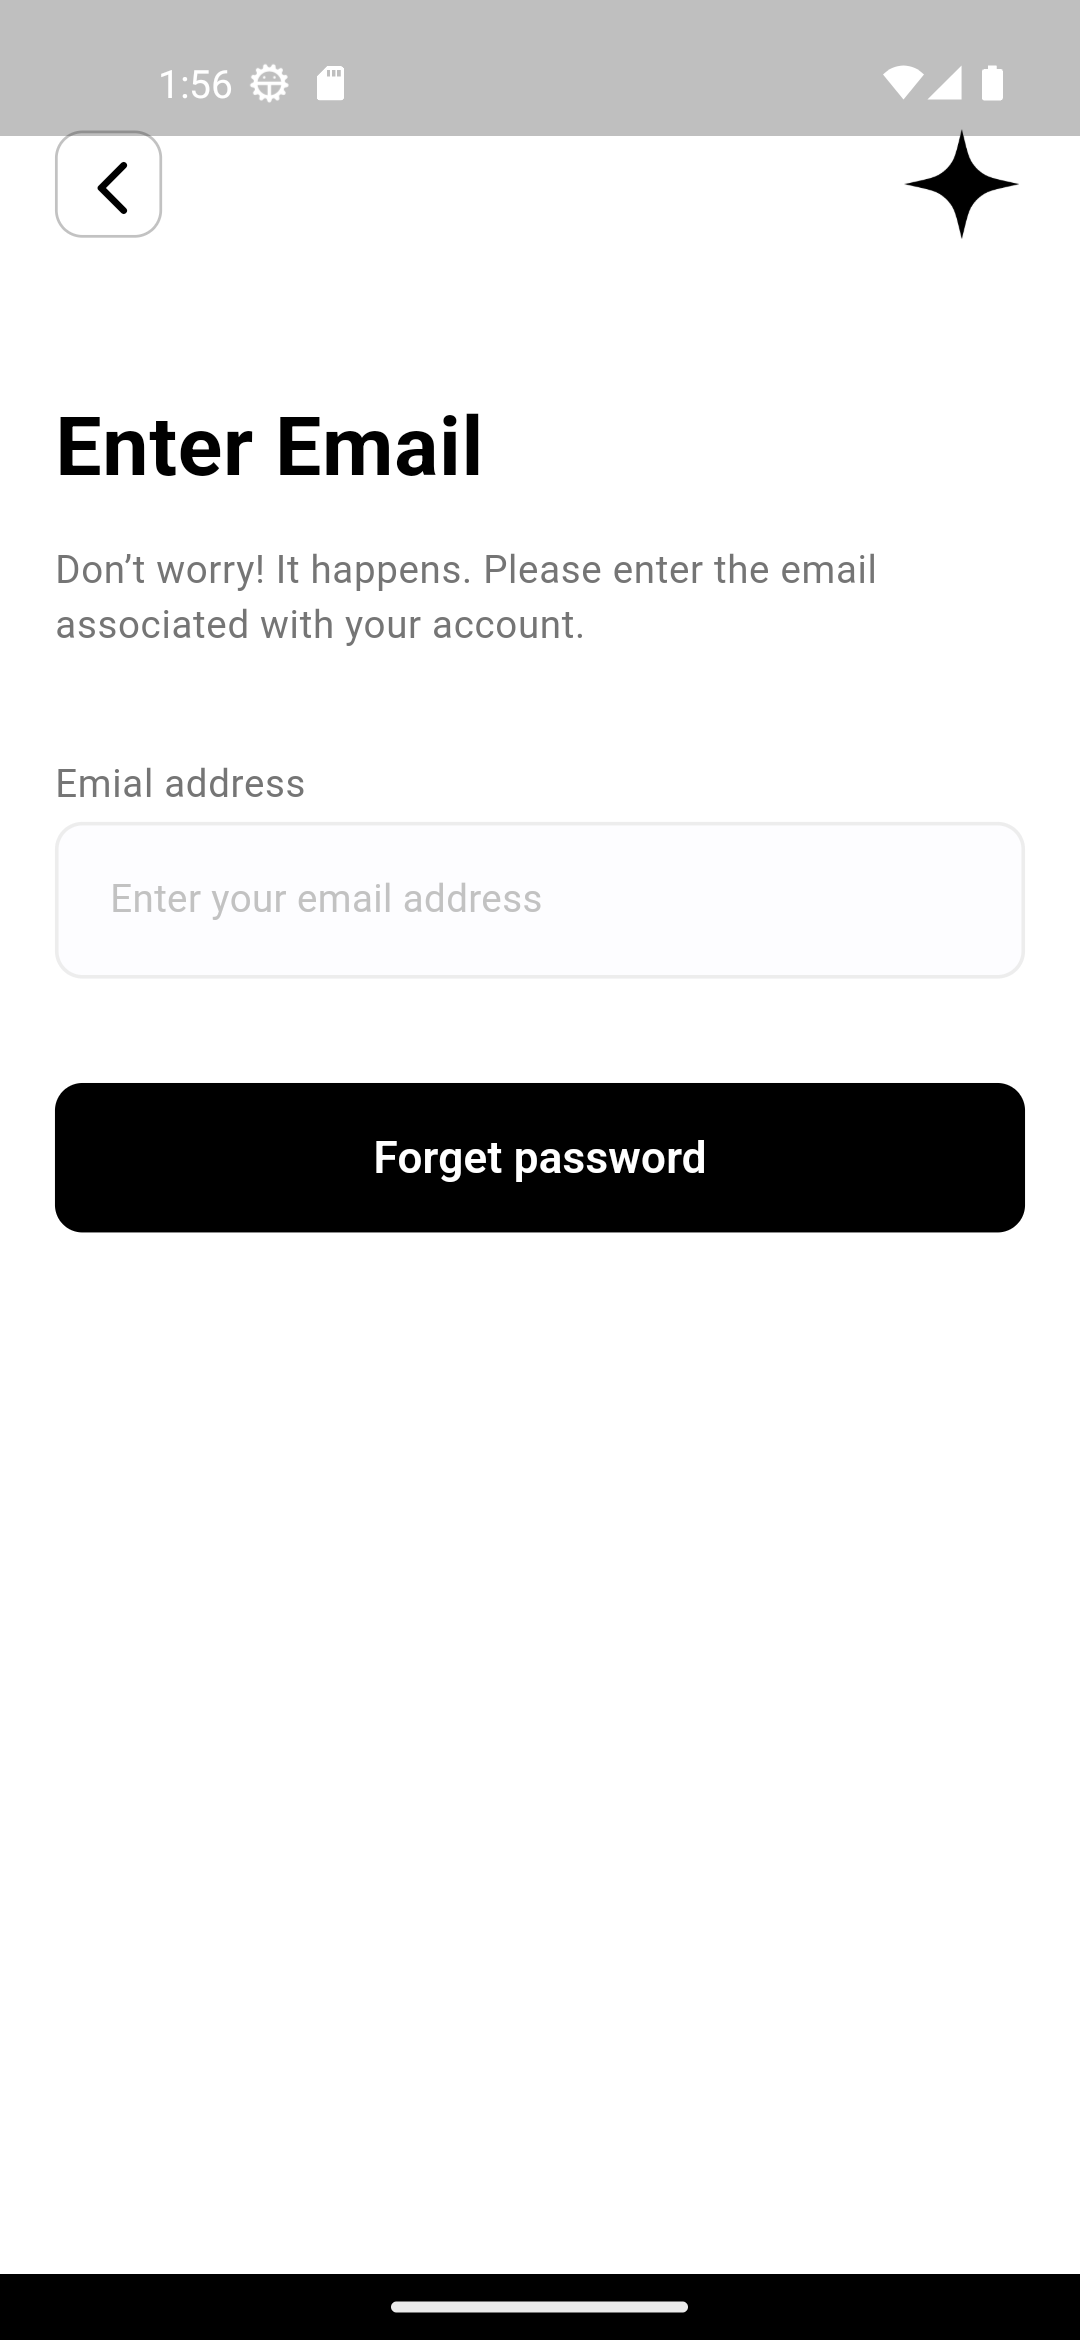 1:56
Enter Email
Don’t worry! It happens. Please enter the email
associated with your account.
Emial address
Enter your email address
Forget password